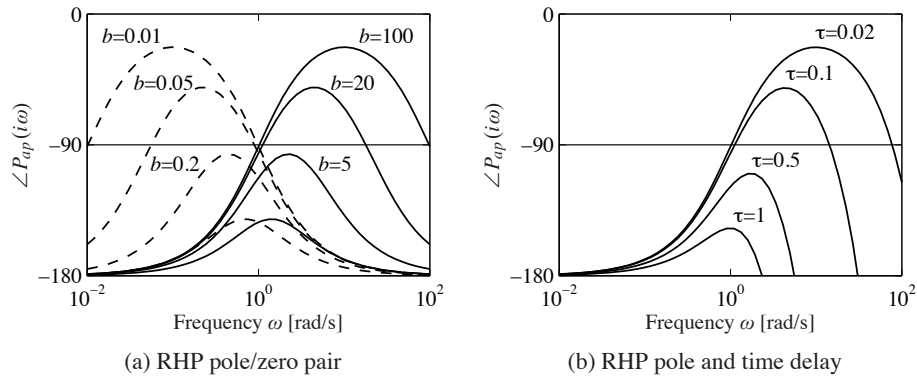 0
b=0.01
b=100
b=0.05
b=20
∠P_ap(iω)
−90
b=0.2
b=5
−180
10^−2
10^0
10^2
Frequency ω [rad/s]
(a) RHP pole/zero pair
0
τ=0.02
τ=0.1
∠P_ap(iω)
−90
τ=0.5
τ=1
−180
10^−2
10^0
10^2
Frequency ω [rad/s]
(b) RHP pole and time delay